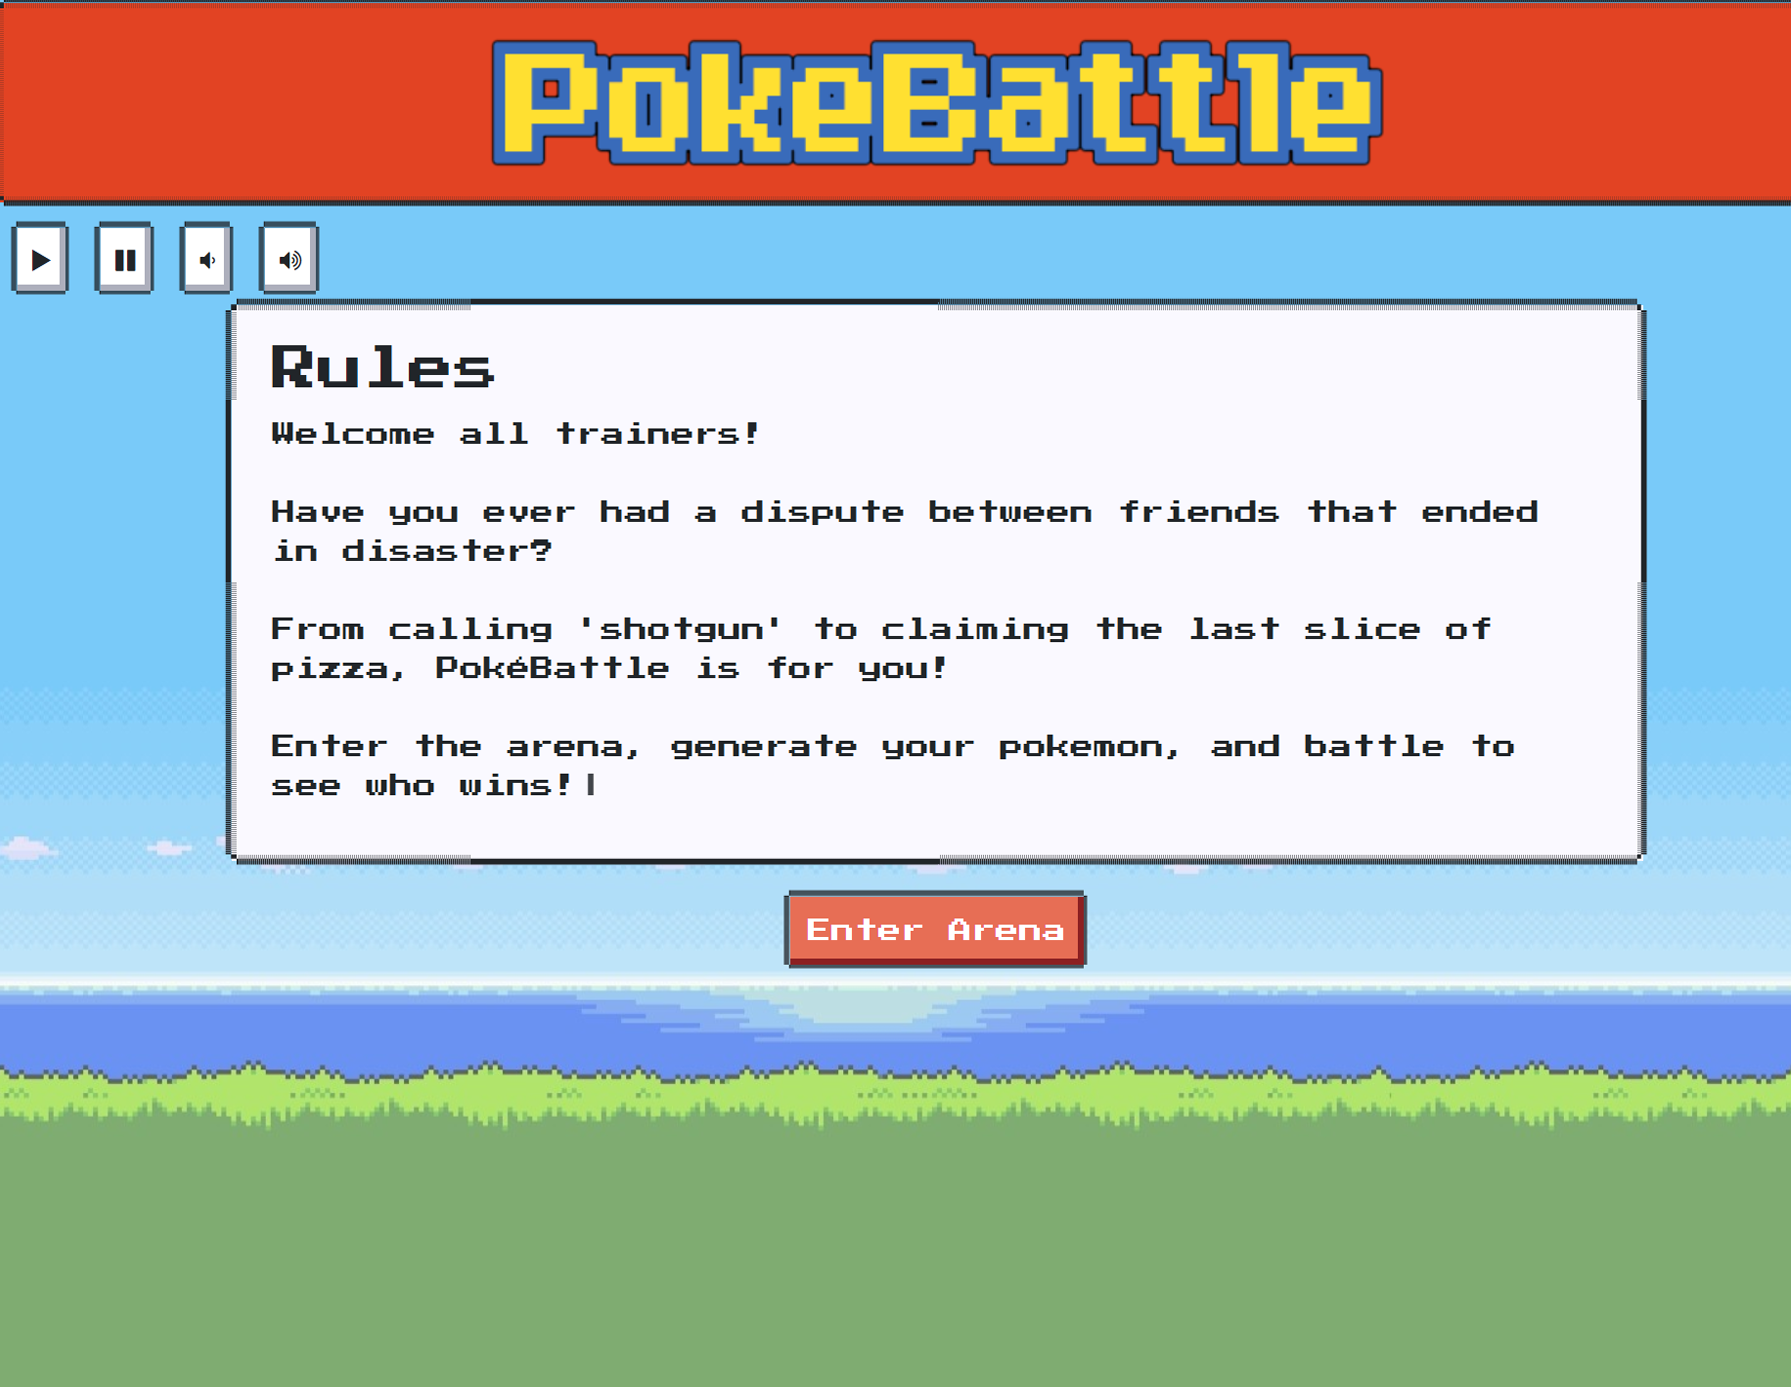 PokeBattle
Rules
Welcome all trainers!
Have you ever had a dispute between friends that ended
in disaster?
From calling 'shotgun' to claiming the last slice of
pizza, PokéBattle is for you!
Enter the arena, generate your pokemon, and battle to
see who wins!|
Enter Arena